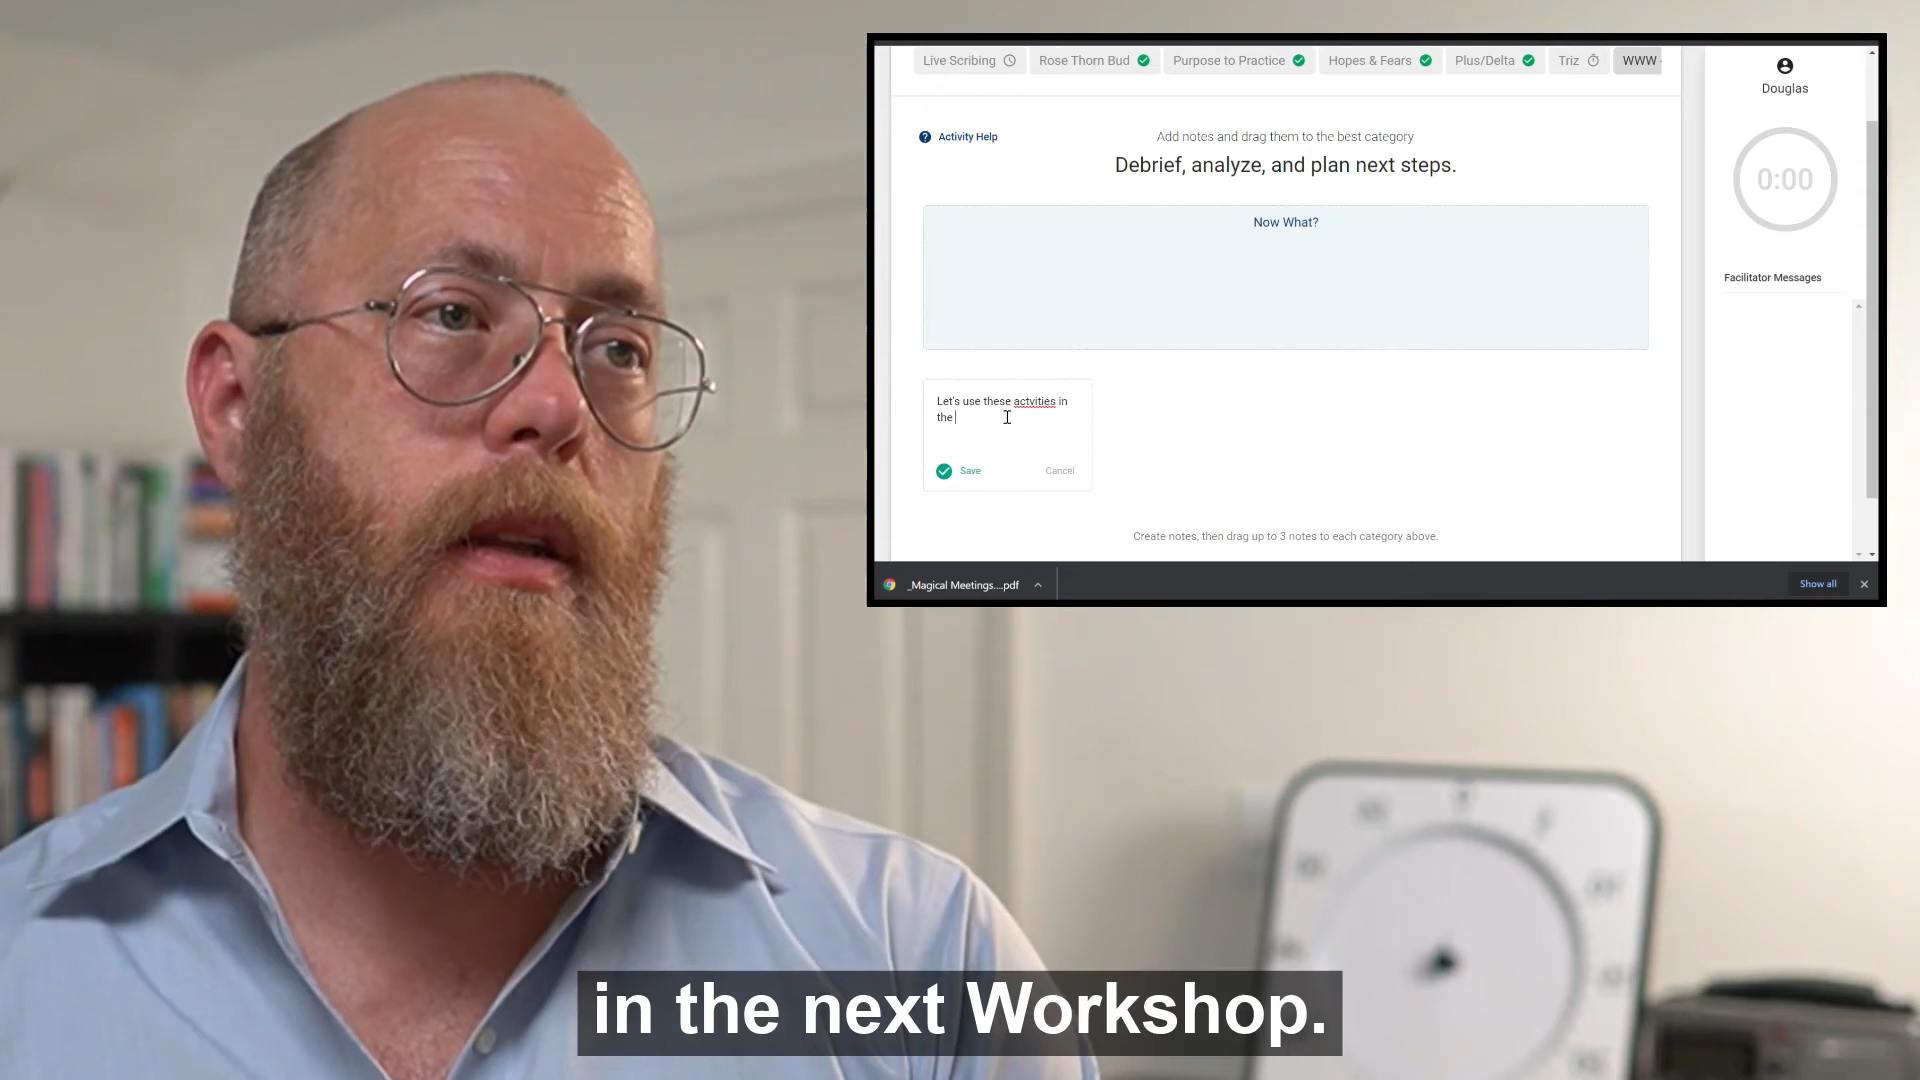 Live Scribing
Rose Thorn Bud
Purpose to Practice
Hopes & Fears
Plus/Delta
Triz
WWW
Douglas
Activity Help
Add notes and drag them to the best category
Debrief, analyze, and plan next steps.
0:00
Now What?
Facilitator Messages
Let's use these actvities in
the
Save
Cancel
Create notes, then drag up to 3 notes to each category above.
_Magical Meetings....pdf
Show all
in the next Workshop.